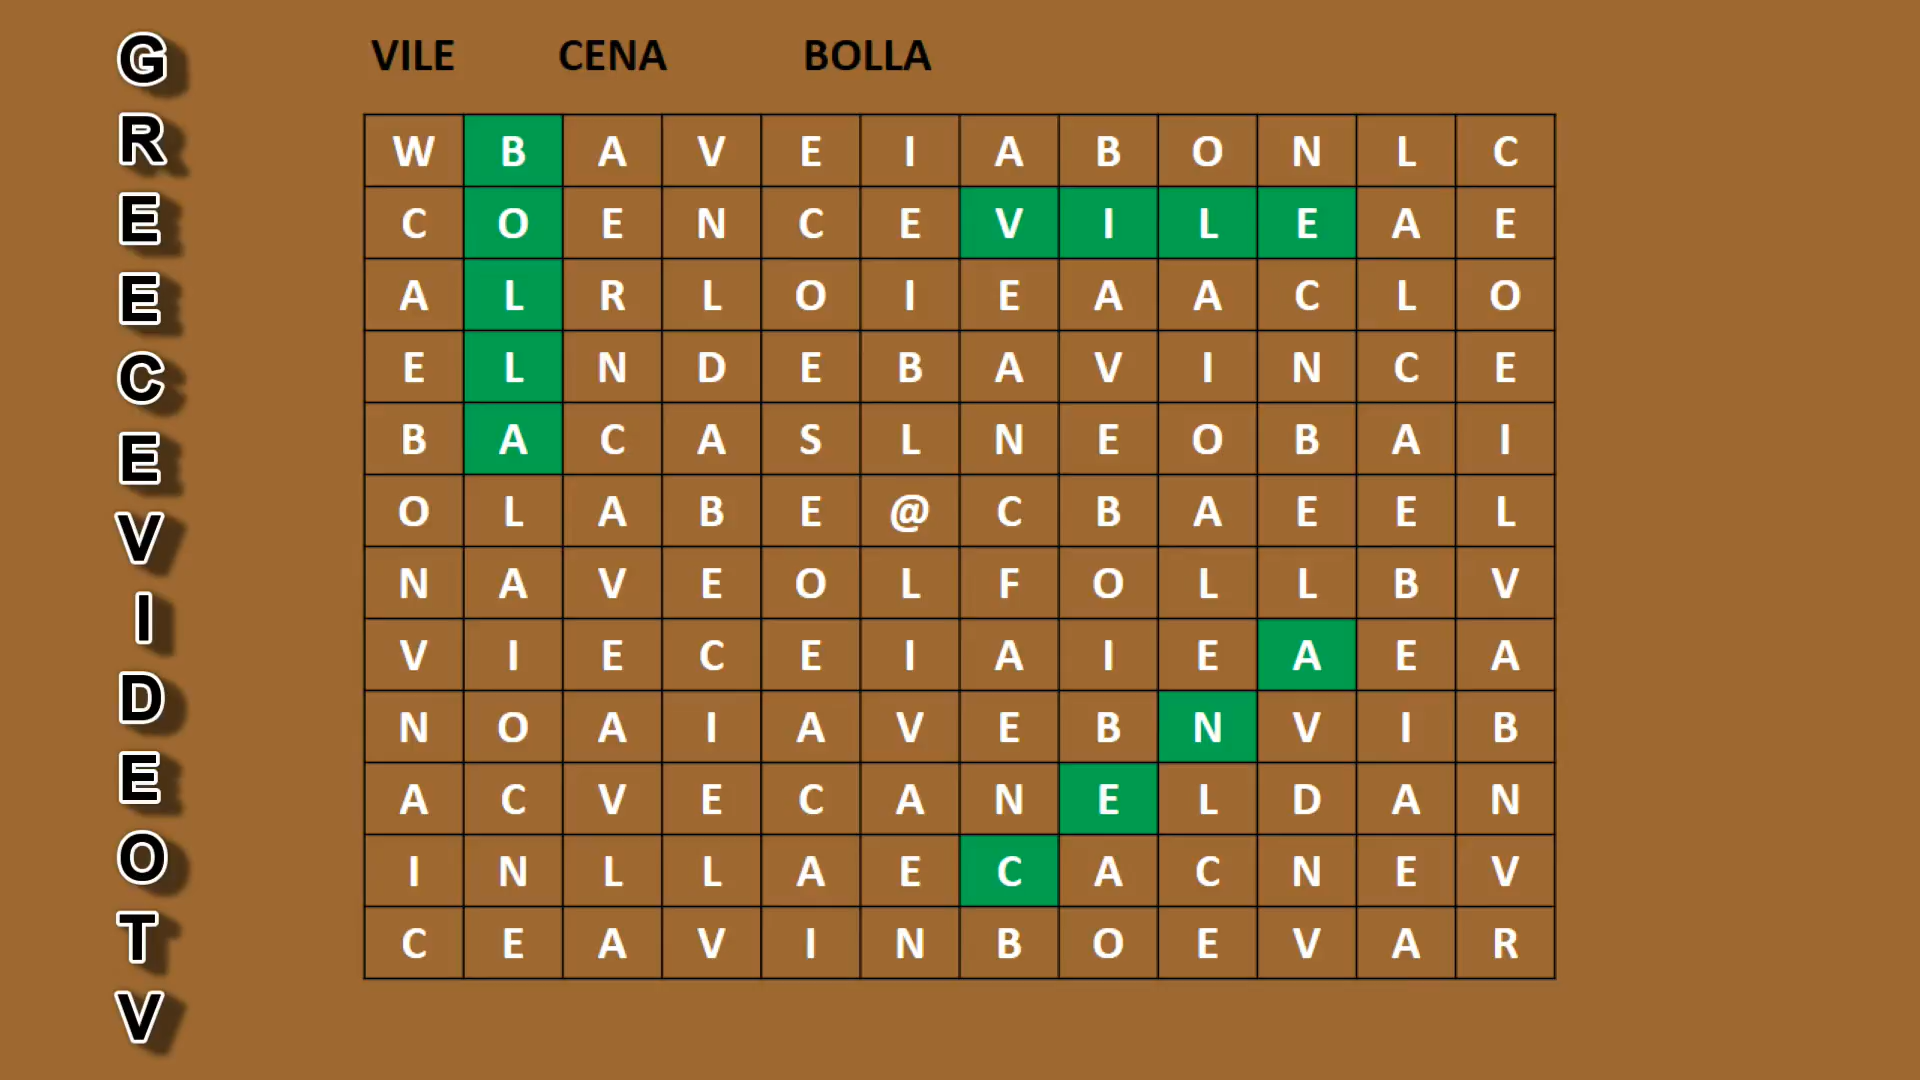 GREECEVIDEOTV
VILE CENA BOLLA
W B A V E I A B O N L C
C O E N C E V I L E A E
A L R L O I E A A C L O
E L N D E B A V I N C E
B A C A S L N E O B A I
O L A B E @ C B A E E L
N A V E O L F O L L B V
V I E C E I A I E A E A
N O A I A V E B N V I B
A C V E C A N E L D A N
I N L L A E C A C N E V
C E A V I N B O E V A R